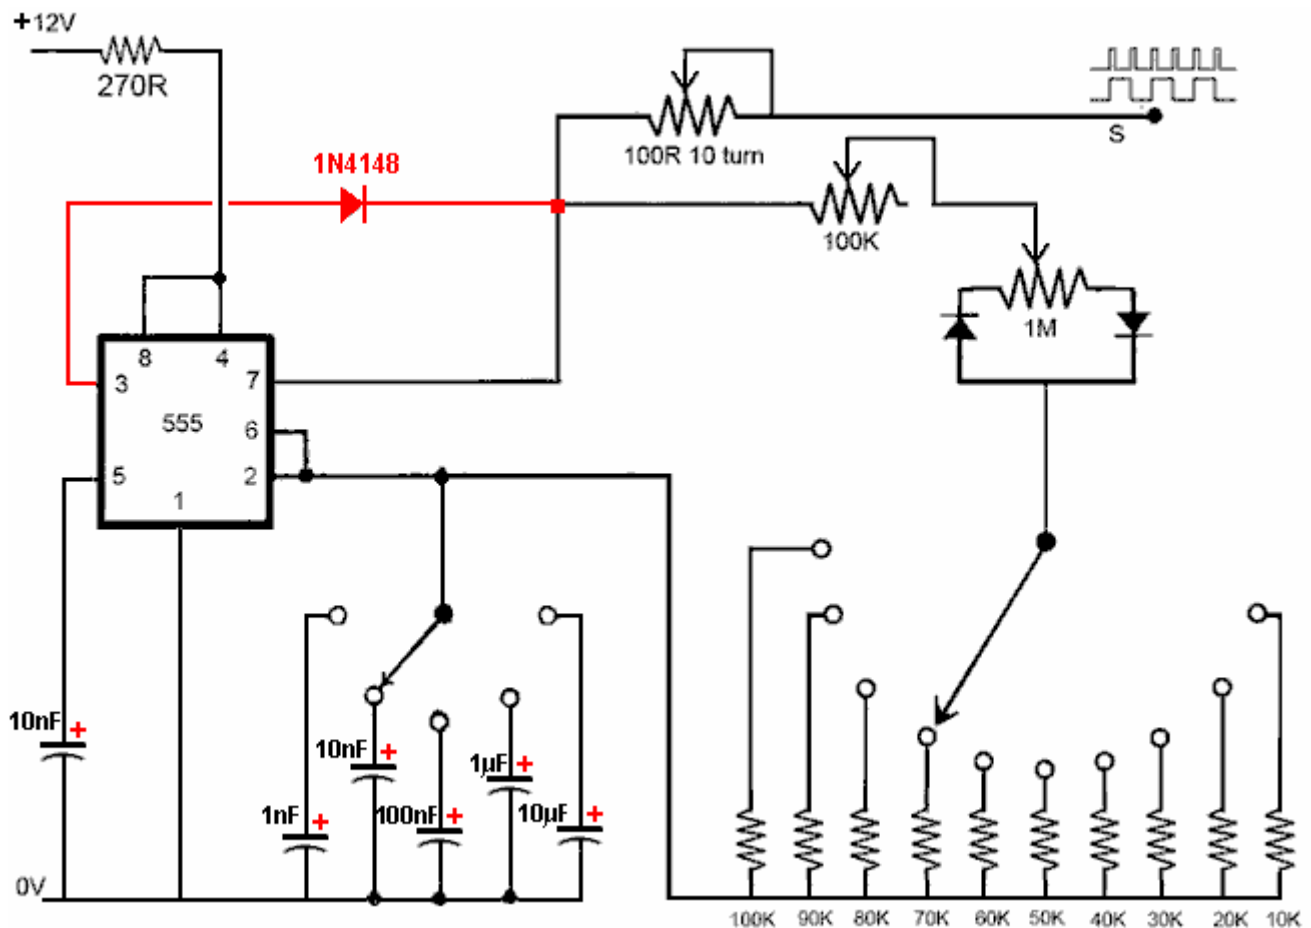 +12V
270R
1N4148
100R 10 turn
S
100K
1M
8 4
3 7
555
6
5 2
1
10nF +
1nF +
10nF +
100nF +
1µF +
10µF +
0V
100K 90K 80K 70K 60K 50K 40K 30K 20K 10K